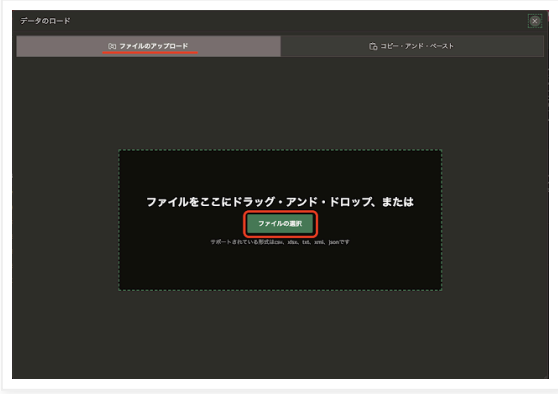 データのロード
ファイルのアップロード
コピー・アンド・ペースト
ファイルをここにドラッグ・アンド・ドロップ、または
ファイルの選択
サポートされている形式はcsv、xlsx、txt、xml、jsonです